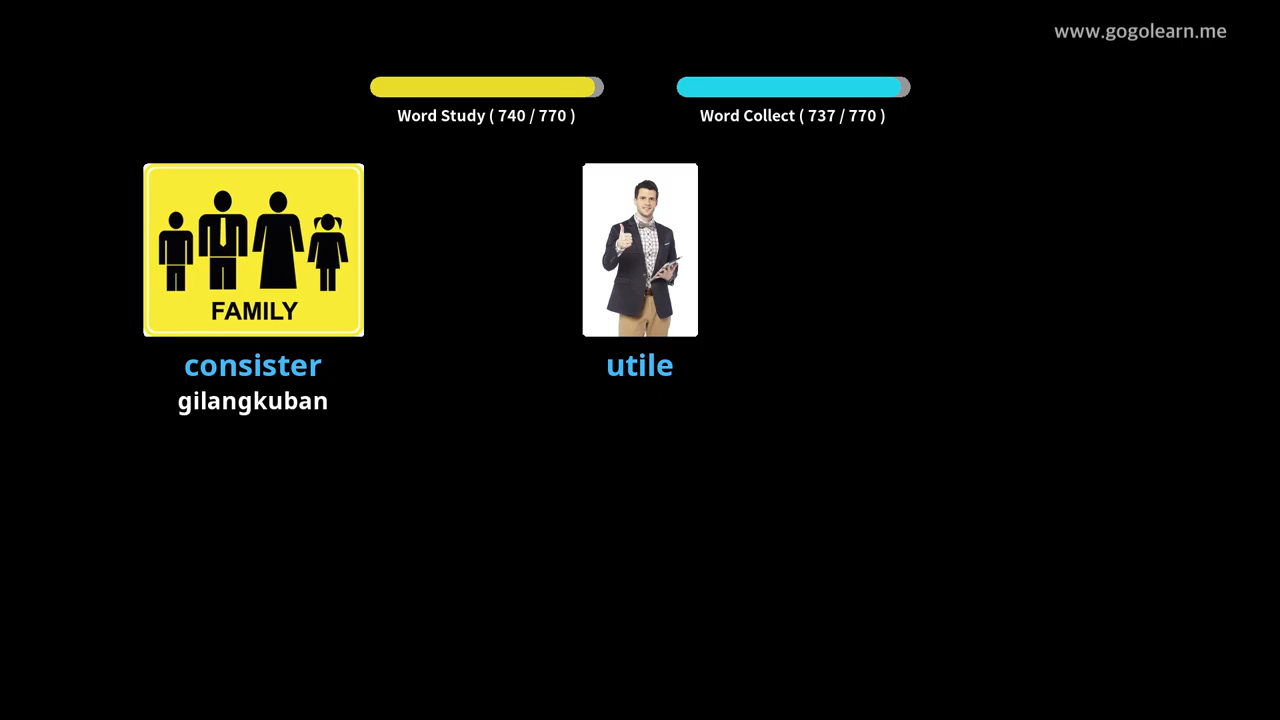 www.gogolearn.me
Word Study ( 740 / 770 )
Word Collect ( 737 / 770 )
FAMILY
consister
gilangkuban
utile